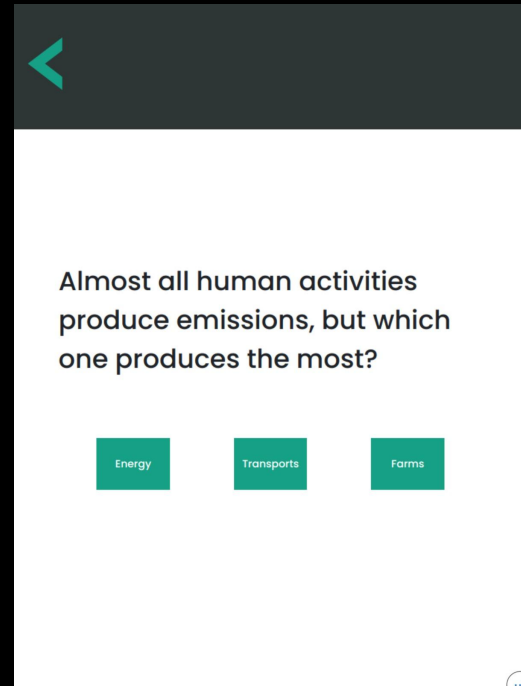 Almost all human activities
produce emissions, but which
one produces the most?
Energy
Transports
Farms